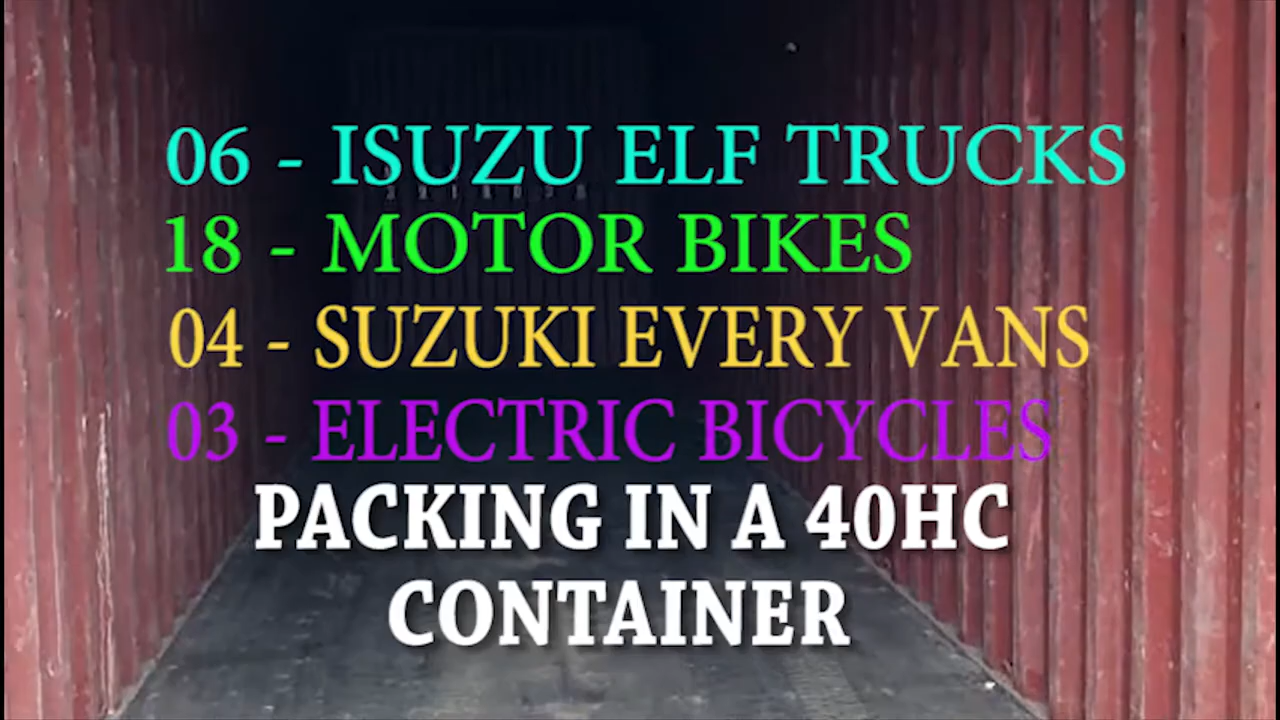 06 - ISUZU ELF TRUCKS
18 - MOTOR BIKES
04 - SUZUKI EVERY VANS
03 - ELECTRIC BICYCLES
PACKING IN A 40HC
CONTAINER